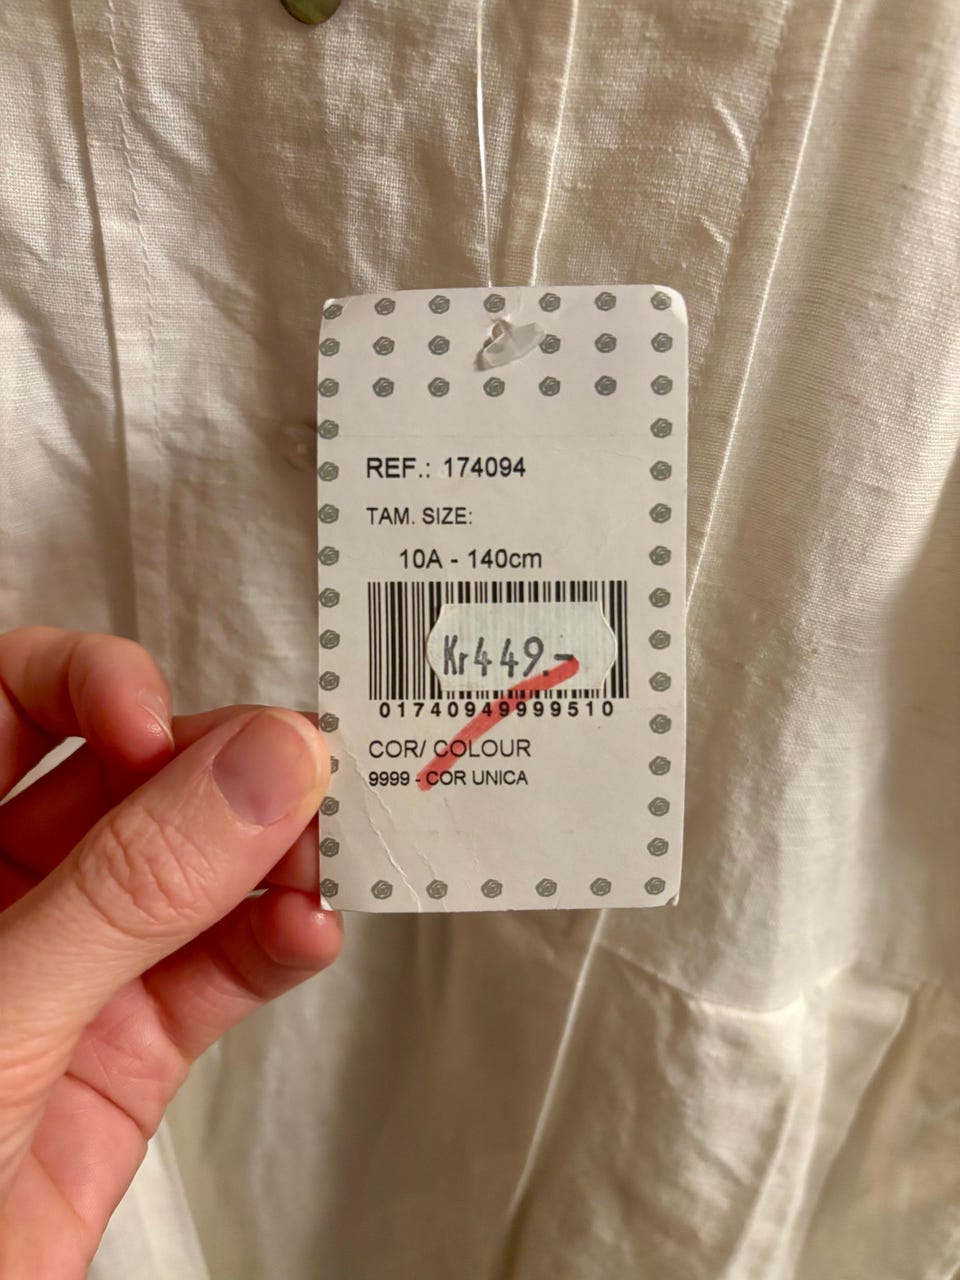 REF.: 174094
TAM. SIZE:
10A - 140cm
Kr449.-
01740949999510
COR/ COLOUR
9999 - COR UNICA